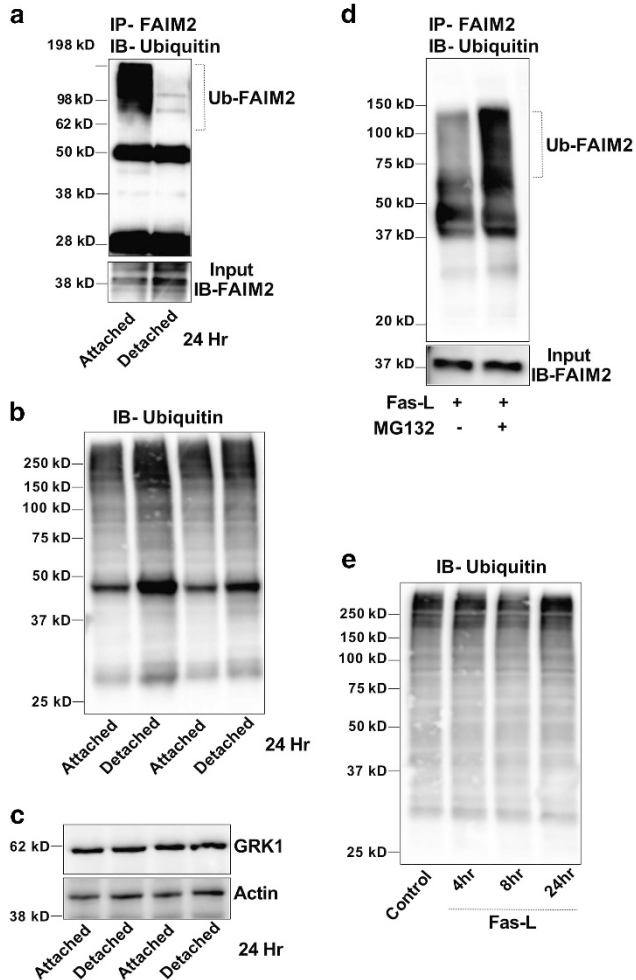 a
IP- FAIM2
IB- Ubiquitin
198 kD
98 kD
62 kD
50 kD
38 kD
28 kD
Ub-FAIM2
38 kD
Input
IB-FAIM2
Attached
Detached
24 Hr
b
IB- Ubiquitin
250 kD
150 kD
100 kD
75 kD
50 kD
37 kD
25 kD
Attached
Detached
Attached
Detached
24 Hr
c
62 kD
GRK1
Actin
38 kD
Attached
Detached
Attached
Detached
24 Hr
d
IP- FAIM2
IB- Ubiquitin
150 kD
100 kD
75 kD
50 kD
37 kD
20 kD
Ub-FAIM2
37 kD
Input
IB-FAIM2
Fas-L + +
MG132 - +
e
IB- Ubiquitin
250 kD
150 kD
100 kD
75 kD
50 kD
37 kD
25 kD
Control
4hr
8hr
24hr
Fas-L